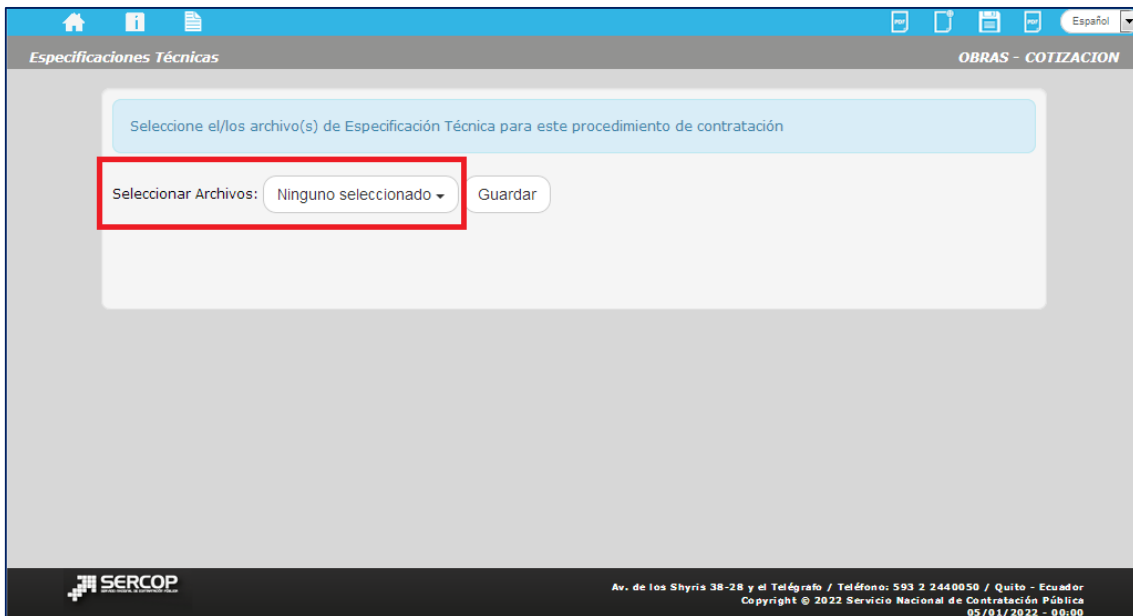 PDF PDF Español
Especificaciones Técnicas OBRAS - COTIZACION
Seleccione el/los archivo(s) de Especificación Técnica para este procedimiento de contratación
Seleccionar Archivos: Ninguno seleccionado Guardar
SERCOP
Av. de los Shyris 38-28 y el Telégrafo / Teléfono: 593 2 2440050 / Quito - Ecuador
Copyright © 2022 Servicio Nacional de Contratación Pública
05/01/2022 - 00:00